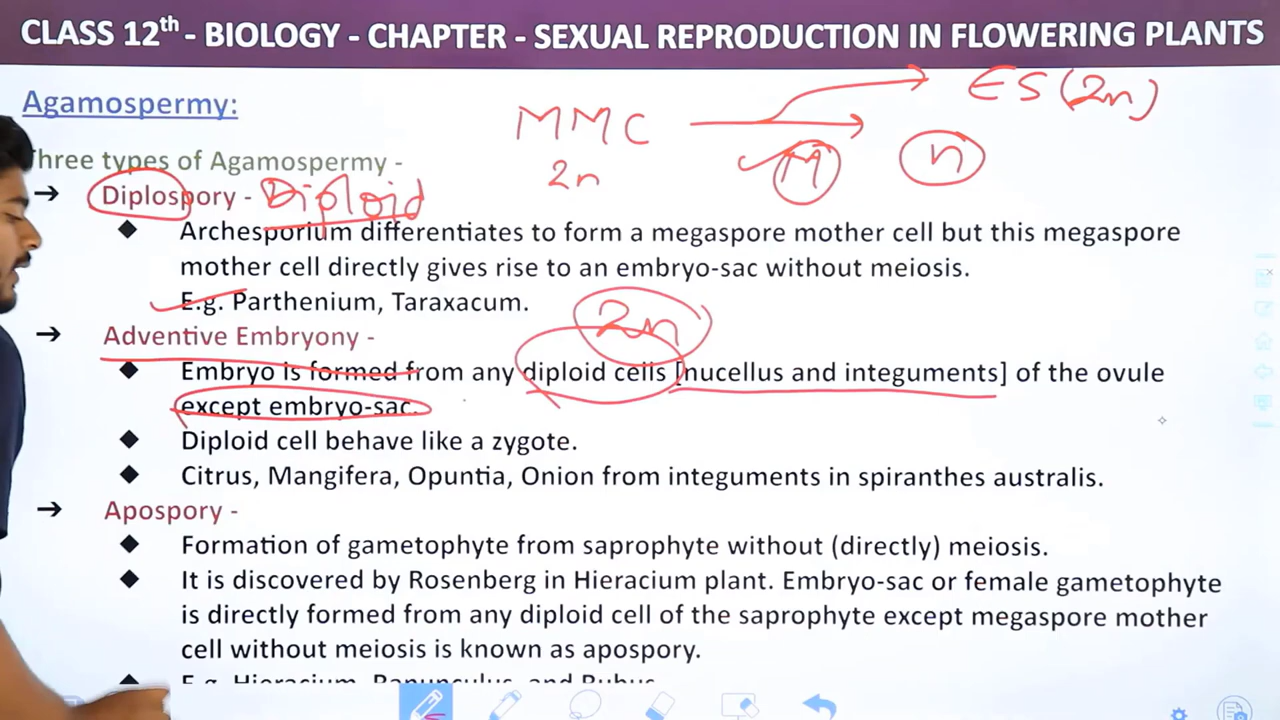 CLASS 12th - BIOLOGY - CHAPTER - SEXUAL REPRODUCTION IN FLOWERING PLANTS
Agamospermy:
MMC
2n
M
n
ES (2n)
Three types of Agamospermy -
→ Diplospory - Diploid
◆ Archesporium differentiates to form a megaspore mother cell but this megaspore
mother cell directly gives rise to an embryo-sac without meiosis.
E.g. Parthenium, Taraxacum.
2n
→ Adventive Embryony -
◆ Embryo is formed from any diploid cells [nucellus and integuments] of the ovule
except embryo-sac.
◆ Diploid cell behave like a zygote.
◆ Citrus, Mangifera, Opuntia, Onion from integuments in spiranthes australis.
→ Apospory -
◆ Formation of gametophyte from saprophyte without (directly) meiosis.
◆ It is discovered by Rosenberg in Hieracium plant. Embryo-sac or female gametophyte
is directly formed from any diploid cell of the saprophyte except megaspore mother
cell without meiosis is known as apospory.
◆ E.g. Hieracium, Ranunculus, and Rubus